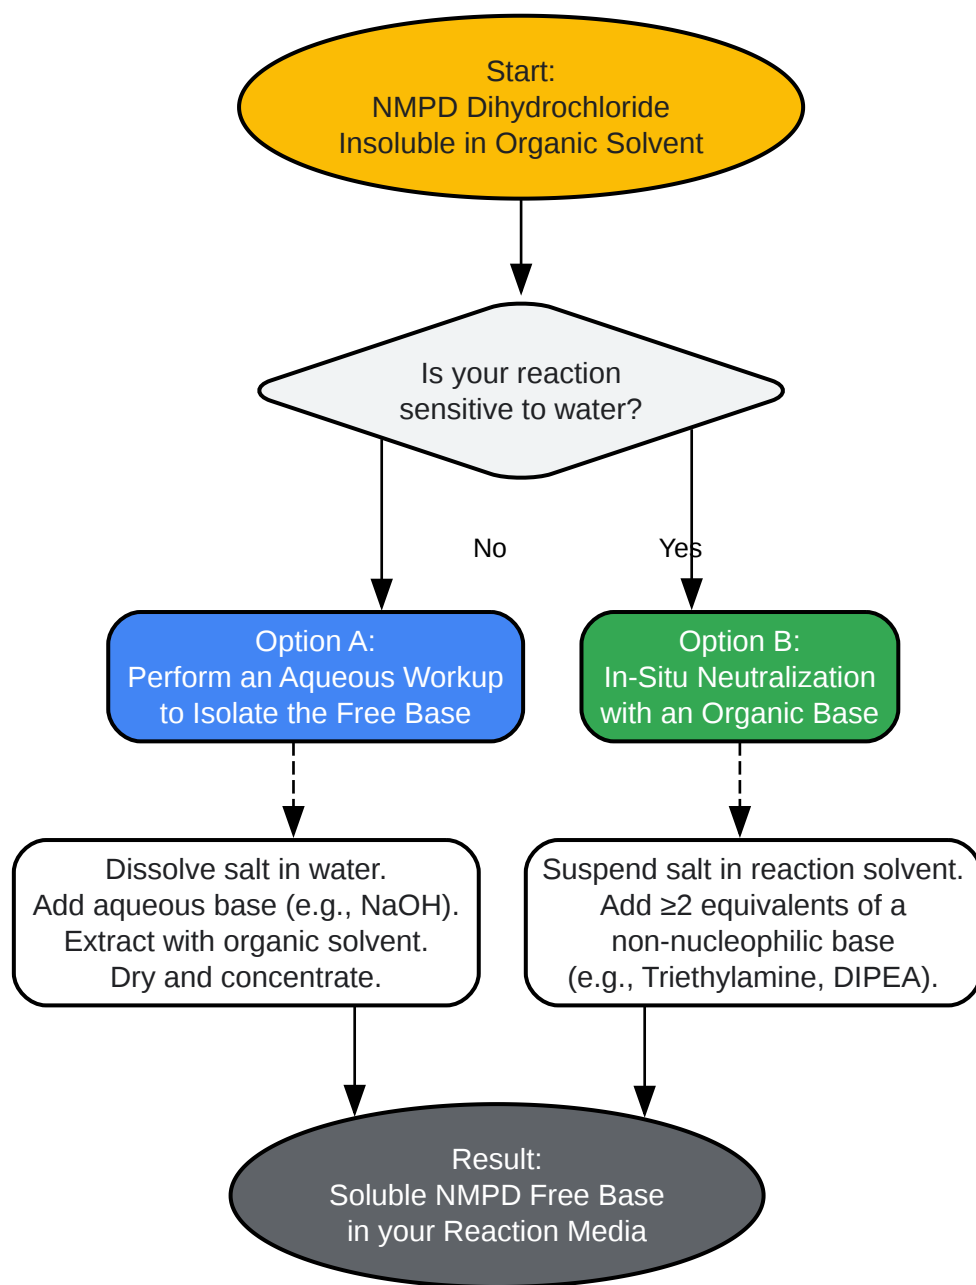 Start:
NMPD Dihydrochloride
Insoluble in Organic Solvent
Is your reaction
sensitive to water?
No
Yes
Option A:
Perform an Aqueous Workup
to Isolate the Free Base
Option B:
In-Situ Neutralization
with an Organic Base
Dissolve salt in water.
Add aqueous base (e.g., NaOH).
Extract with organic solvent.
Dry and concentrate.
Suspend salt in reaction solvent.
Add ≥2 equivalents of a
non-nucleophilic base
(e.g., Triethylamine, DIPEA).
Result:
Soluble NMPD Free Base
in your Reaction Media